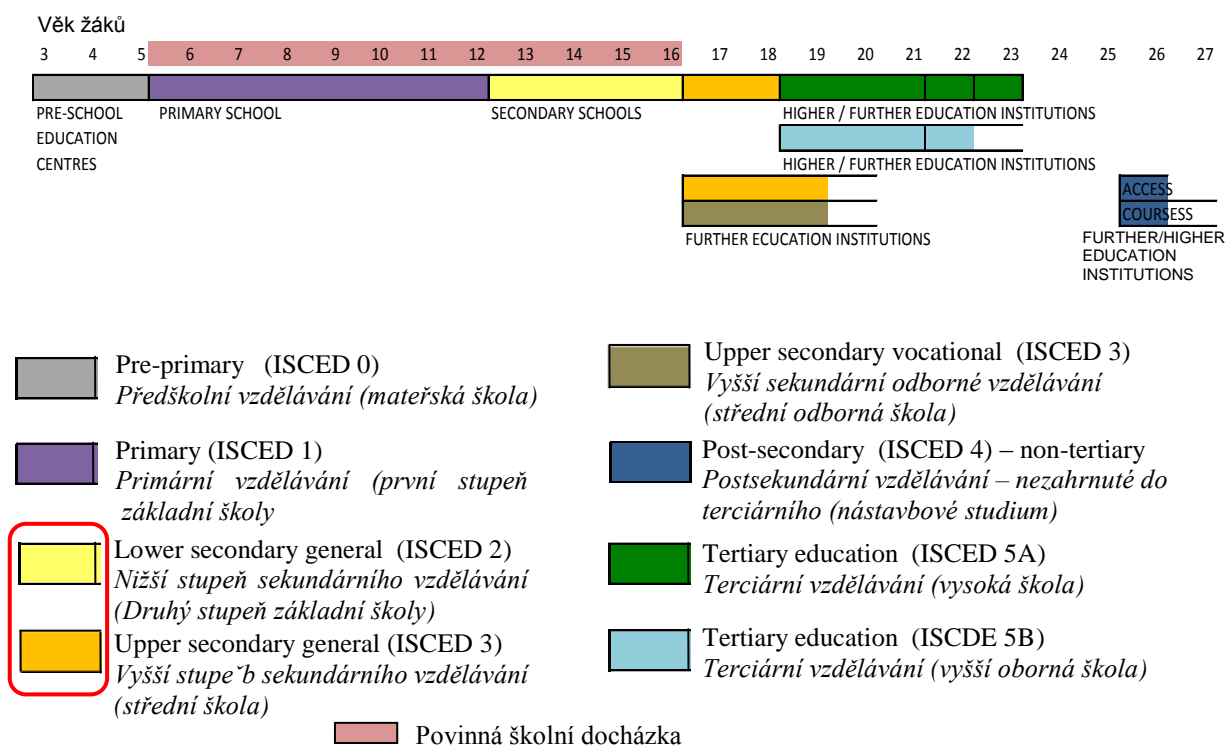 Věk žáků
3 4 5 6 7 8 9 10 11 12 13 14 15 16 17 18 19 20 21 22 23 25 26 27
PRE-SCHOOL
EDUCATION
CENTRES
PRIMARY SCHOOL
SECONDARY SCHOOLS
HIGHER / FURTHER EDUCATION INSTITUTIONS
HIGHER / FURTHER EDUCATION INSTITUTIONS
FURTHER ECUCATION INSTITUTIONS
ACCESS
COURSESS
FURTHER/HIGHER
EDUCATION
INSTITUTIONS
Pre-primary (ISCED 0)
Předškolní vzdělávání (mateřská škola)
Primary (ISCED 1)
Primární vzdělávání (první stupeň
základní školy
Lower secondary general (ISCED 2)
Nižší stupeň sekundárního vzdělávání
(Druhý stupeň základní školy)
Upper secondary general (ISCED 3)
Vyšší stupeˇb sekundárního vzdělávání
(střední škola)
Upper secondary vocational (ISCED 3)
Vyšší sekundární odborné vzdělávání
(střední odborná škola)
Post-secondary (ISCED 4) – non-tertiary
Postsekundární vzdělávání – nezahrnuté do
terciárního (nástavbové studium)
Tertiary education (ISCED 5A)
Terciární vzdělávání (vysoká škola)
Tertiary education (ISCDE 5B)
Terciární vzdělávání (vyšší oborná škola)
Povinná školní docházka